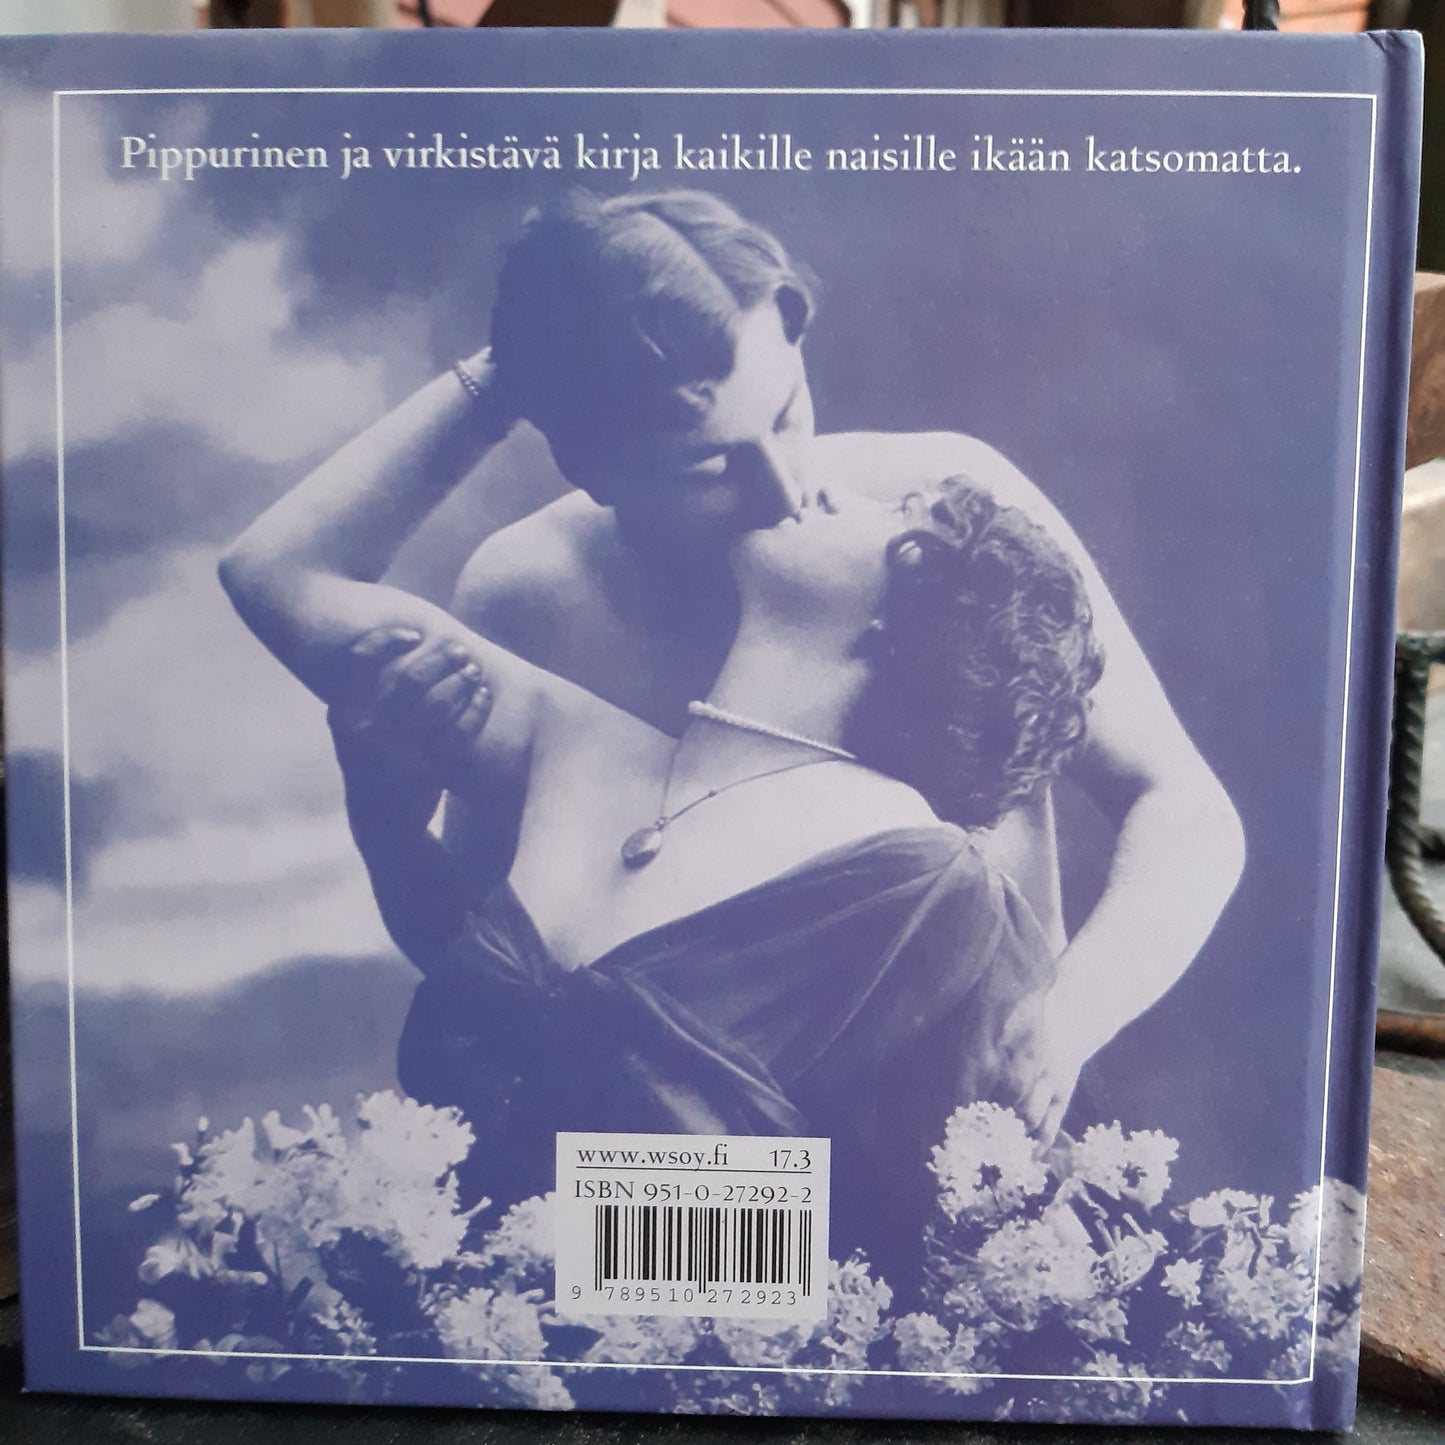 Pippurinen ja virkistävä kirja kaikille naisille ikään katsomatta.
www.wsoy.fi 17.3
ISBN 951-0-27292-2
9 789510 272923